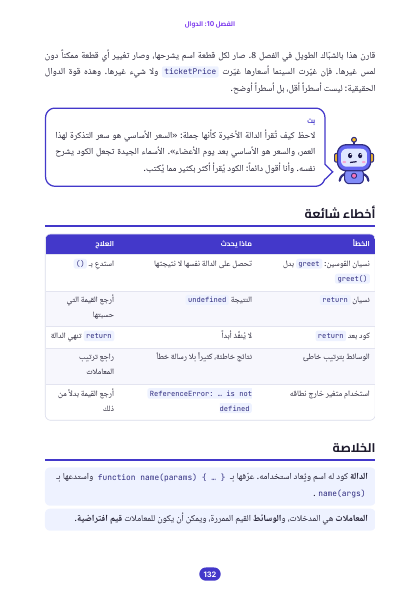 الفصل 10: الدوال
قارن هذا بالشبّاك الطويل في الفصل 8. صار لكل قطعة اسم يشرحها، وصار تغيير أي قطعة ممكناً دون
لمس غيرها. فإن غيّرت السينما أسعارها غيّرت ticketPrice ولا شيء غيرها. وهذه قوة الدوال
الحقيقية: ليست أسطراً أقل، بل أسطراً أوضح.
بِت
لاحظ كيف تُقرأ الدالة الأخيرة كأنها جملة: «السعر الأساسي هو سعر التذكرة لهذا
العمر، والسعر هو الأساسي بعد يوم الأعضاء». الأسماء الجيدة تجعل الكود يشرح
نفسه. وأنا أقول دائماً: الكود يُقرأ أكثر بكثير مما يُكتب.
أخطاء شائعة
الخطأ ماذا يحدث العلاج
نسيان القوسين: greet بدل تحصل على الدالة نفسها لا نتيجتها استدعِ بـ ()
greet()
نسيان return النتيجة undefined أرجع القيمة التي
حسبتها
كود بعد return لا يُنفَّذ أبداً return تنهي الدالة
الوسائط بترتيب خاطئ نتائج خاطئة، كثيراً بلا رسالة خطأ راجع ترتيب
المعاملات
استخدام متغير خارج نطاقه ReferenceError: … is not أرجع القيمة بدلاً من
defined ذلك
الخلاصة
الدالة كود له اسم ويُعاد استخدامه. عرّفها بـ function name(params) { … } واستدعها بـ
name(args) .
المعاملات هي المدخلات، والوسائط القيم الممررة، ويمكن أن يكون للمعاملات قيم افتراضية.
132